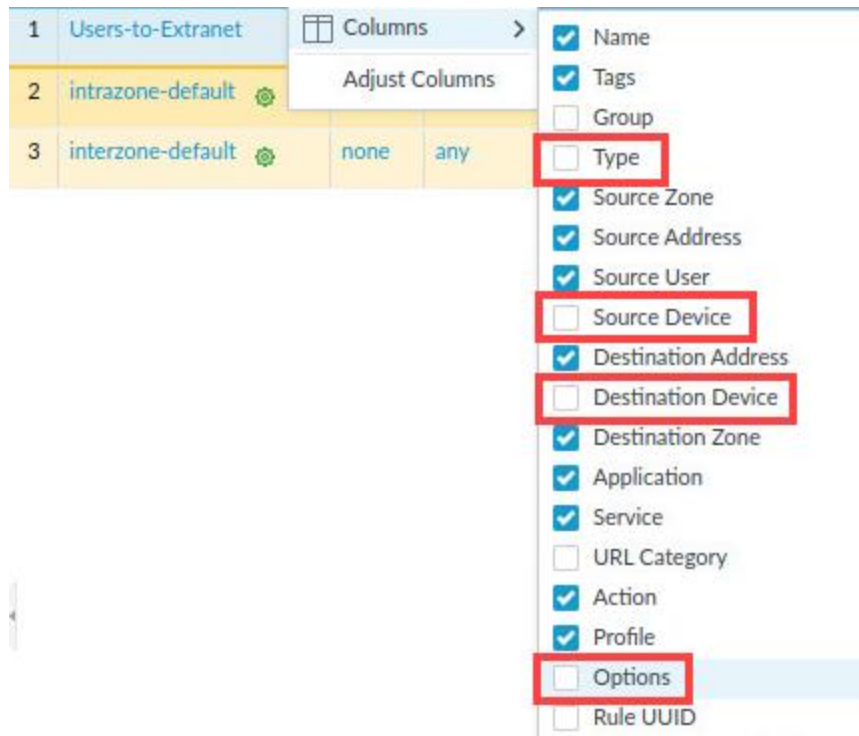 1 Users-to-Extranet
2 intrazone-default
3 interzone-default none any
Columns
Adjust Columns
Name
Tags
Group
Type
Source Zone
Source Address
Source User
Source Device
Destination Address
Destination Device
Destination Zone
Application
Service
URL Category
Action
Profile
Options
Rule UUID